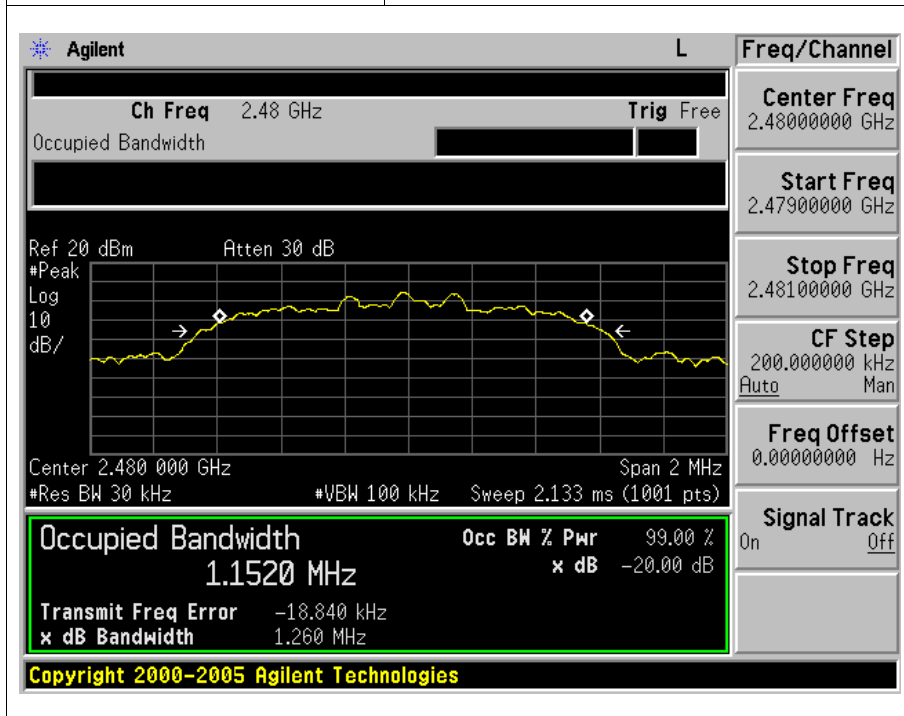 Agilent L Freq/Channel
Ch Freq 2.48 GHz Trig Free
Occupied Bandwidth
Center Freq
2.48000000 GHz
Start Freq
2.47900000 GHz
Stop Freq
2.48100000 GHz
CF Step
200.000000 kHz
Auto Man
Freq Offset
0.00000000 Hz
Signal Track
On Off
Ref 20 dBm Atten 30 dB
#Peak
Log
10
dB/
Center 2.480 000 GHz Span 2 MHz
#Res BW 30 kHz #VBW 100 kHz Sweep 2.133 ms (1001 pts)
Occupied Bandwidth Occ BW % Pwr 99.00 %
1.1520 MHz x dB -20.00 dB
Transmit Freq Error -18.840 kHz
x dB Bandwidth 1.260 MHz
Copyright 2000-2005 Agilent Technologies